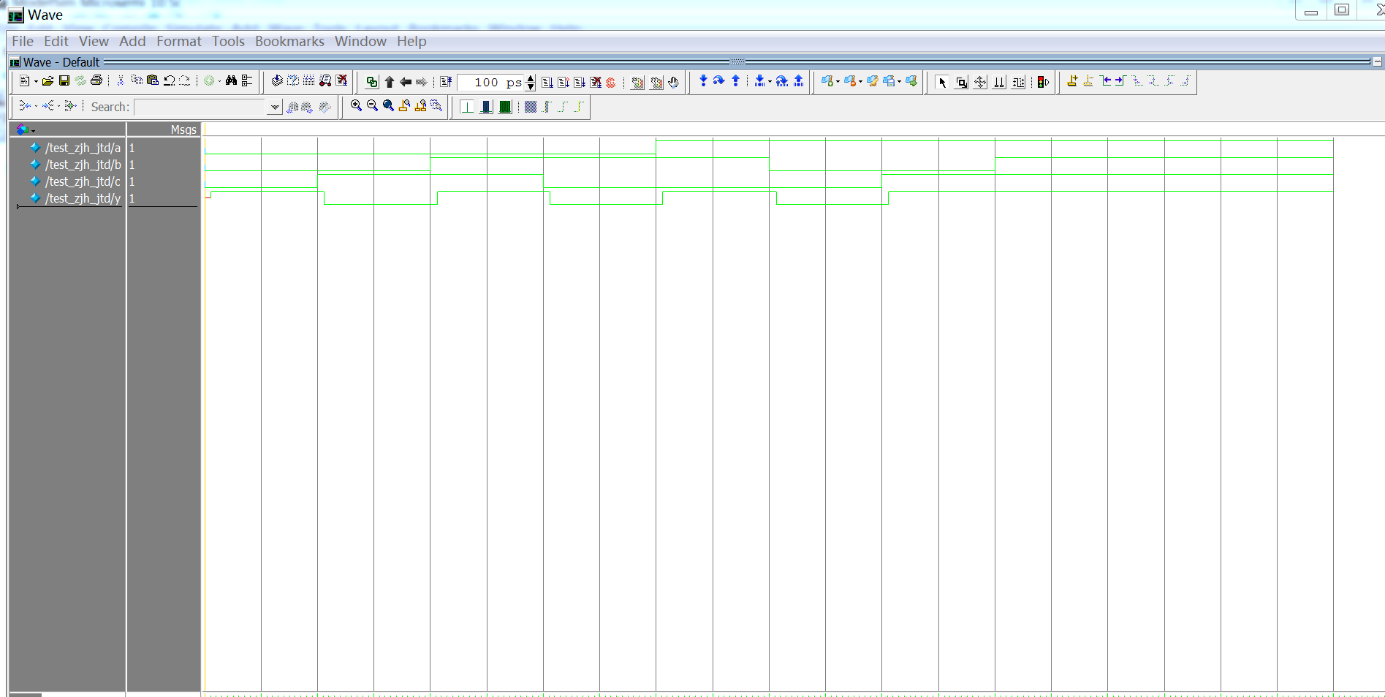 Wave
File Edit View Add Format Tools Bookmarks Window Help
Wave - Default
100 ps
Search:
Msgs
/test_zjh_jtd/a 1
/test_zjh_jtd/b 1
/test_zjh_jtd/c 1
/test_zjh_jtd/y 1